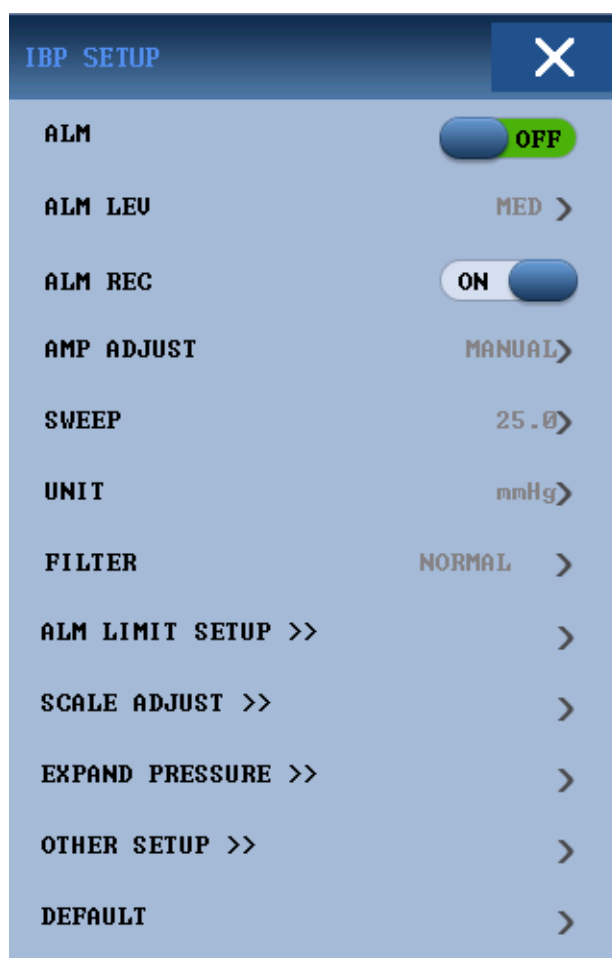 IBP SETUP
ALM OFF
ALM LEV MED
ALM REC ON
AMP ADJUST MANUAL
SWEEP 25.0
UNIT mmHg
FILTER NORMAL
ALM LIMIT SETUP >>
SCALE ADJUST >>
EXPAND PRESSURE >>
OTHER SETUP >>
DEFAULT